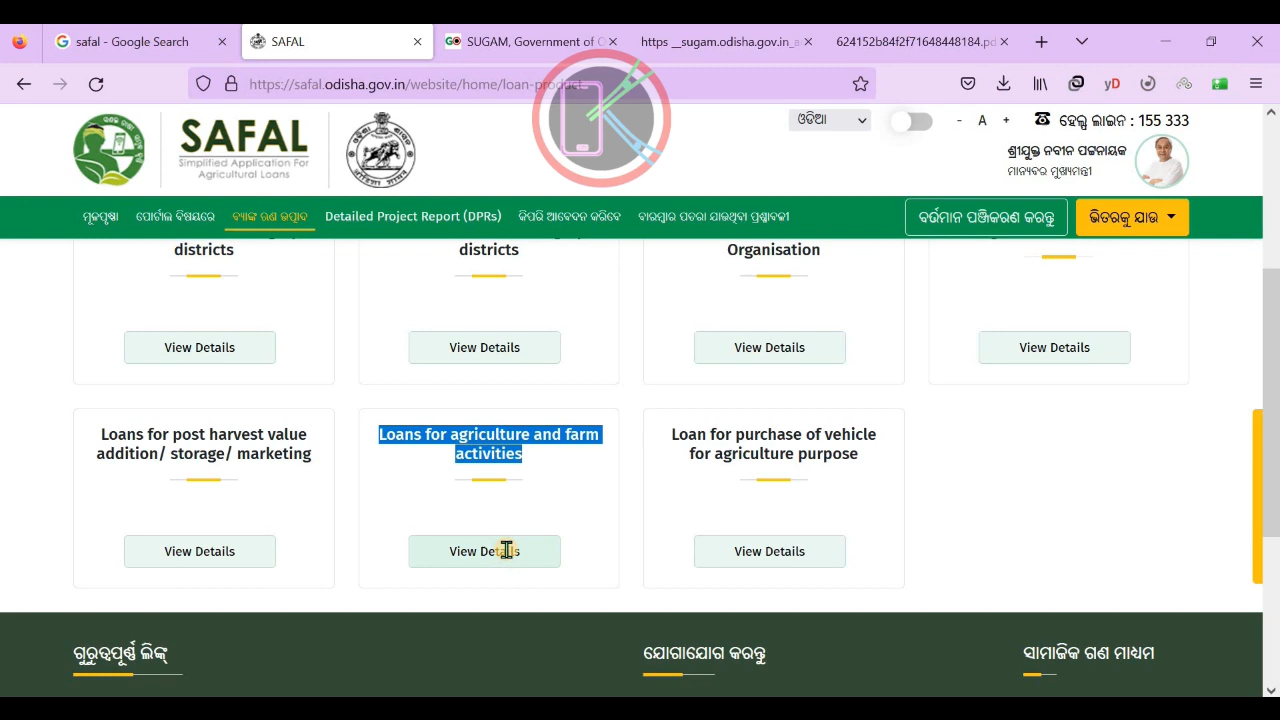 safal - Google Search
SAFAL
SUGAM, Government of O
https __sugam.odisha.gov.in_a
624152b84f2f71648448184.pd
https://safal.odisha.gov.in/website/home/loan-product
yD
SAFAL
Simplified Application For
Agricultural Loans
ଓଡିଆ
- A +
ହେଲ୍ପ ଲାଇନ : 155 333
ଶ୍ରୀଯୁକ୍ତ ନବୀନ ପଟ୍ଟନାୟକ
ମାନ୍ୟବର ମୁଖ୍ୟମନ୍ତ୍ରୀ
ମୂଳପୃଷ୍ଠା
ପୋର୍ଟାଲ ବିଷୟରେ
ବ୍ୟାଙ୍କ ଋଣ ଉତ୍ପାଦ
Detailed Project Report (DPRs)
କିପରି ଆବେଦନ କରିବେ
ବାରମ୍ବାର ପଚରା ଯାଉଥିବା ପ୍ରଶ୍ନାବଳୀ
ବର୍ତ୍ତମାନ ପଞ୍ଜିକରଣ କରନ୍ତୁ
ଭିତରକୁ ଯାଉ
districts
districts
Organisation
View Details
View Details
View Details
View Details
Loans for post harvest value
addition/ storage/ marketing
Loans for agriculture and farm
activities
Loan for purchase of vehicle
for agriculture purpose
View Details
View Details
View Details
ଗୁରୁତ୍ୱପୂର୍ଣ୍ଣ ଲିଙ୍କ୍
ଯୋଗାଯୋଗ କରନ୍ତୁ
ସାମାଜିକ ଗଣ ମାଧ୍ୟମ